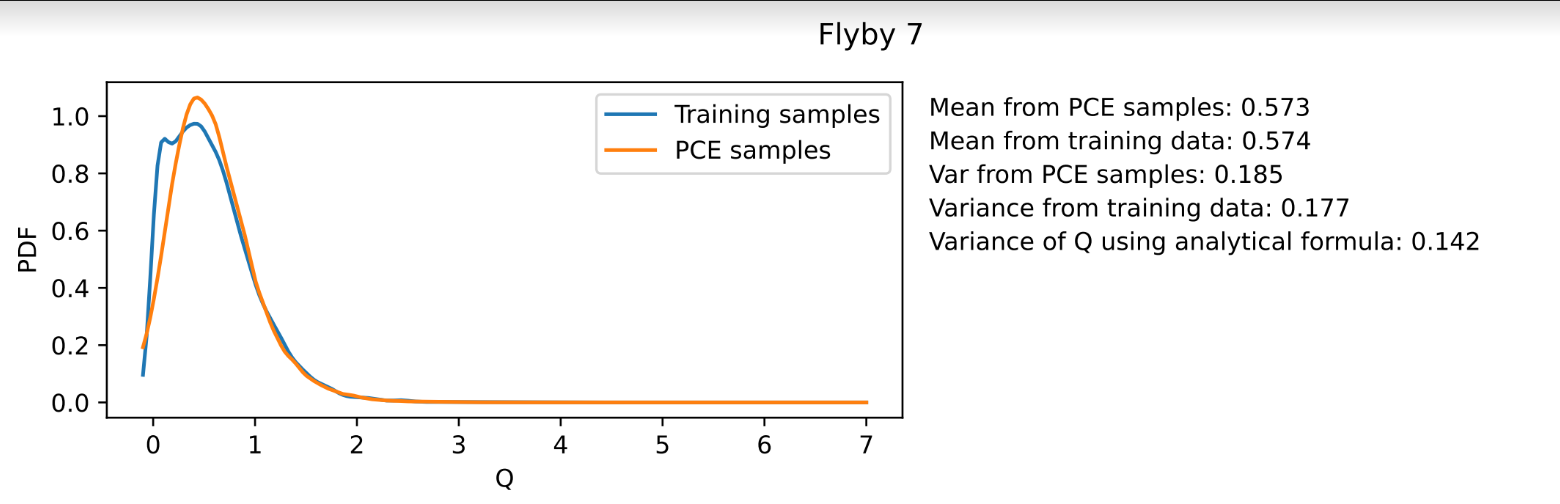 Flyby 7
1.0
0.8
0.6
0.4
0.2
0.0
PDF
0 1 2 3 4 5 6 7
Q
Training samples
PCE samples
Mean from PCE samples: 0.573
Mean from training data: 0.574
Var from PCE samples: 0.185
Variance from training data: 0.177
Variance of Q using analytical formula: 0.142